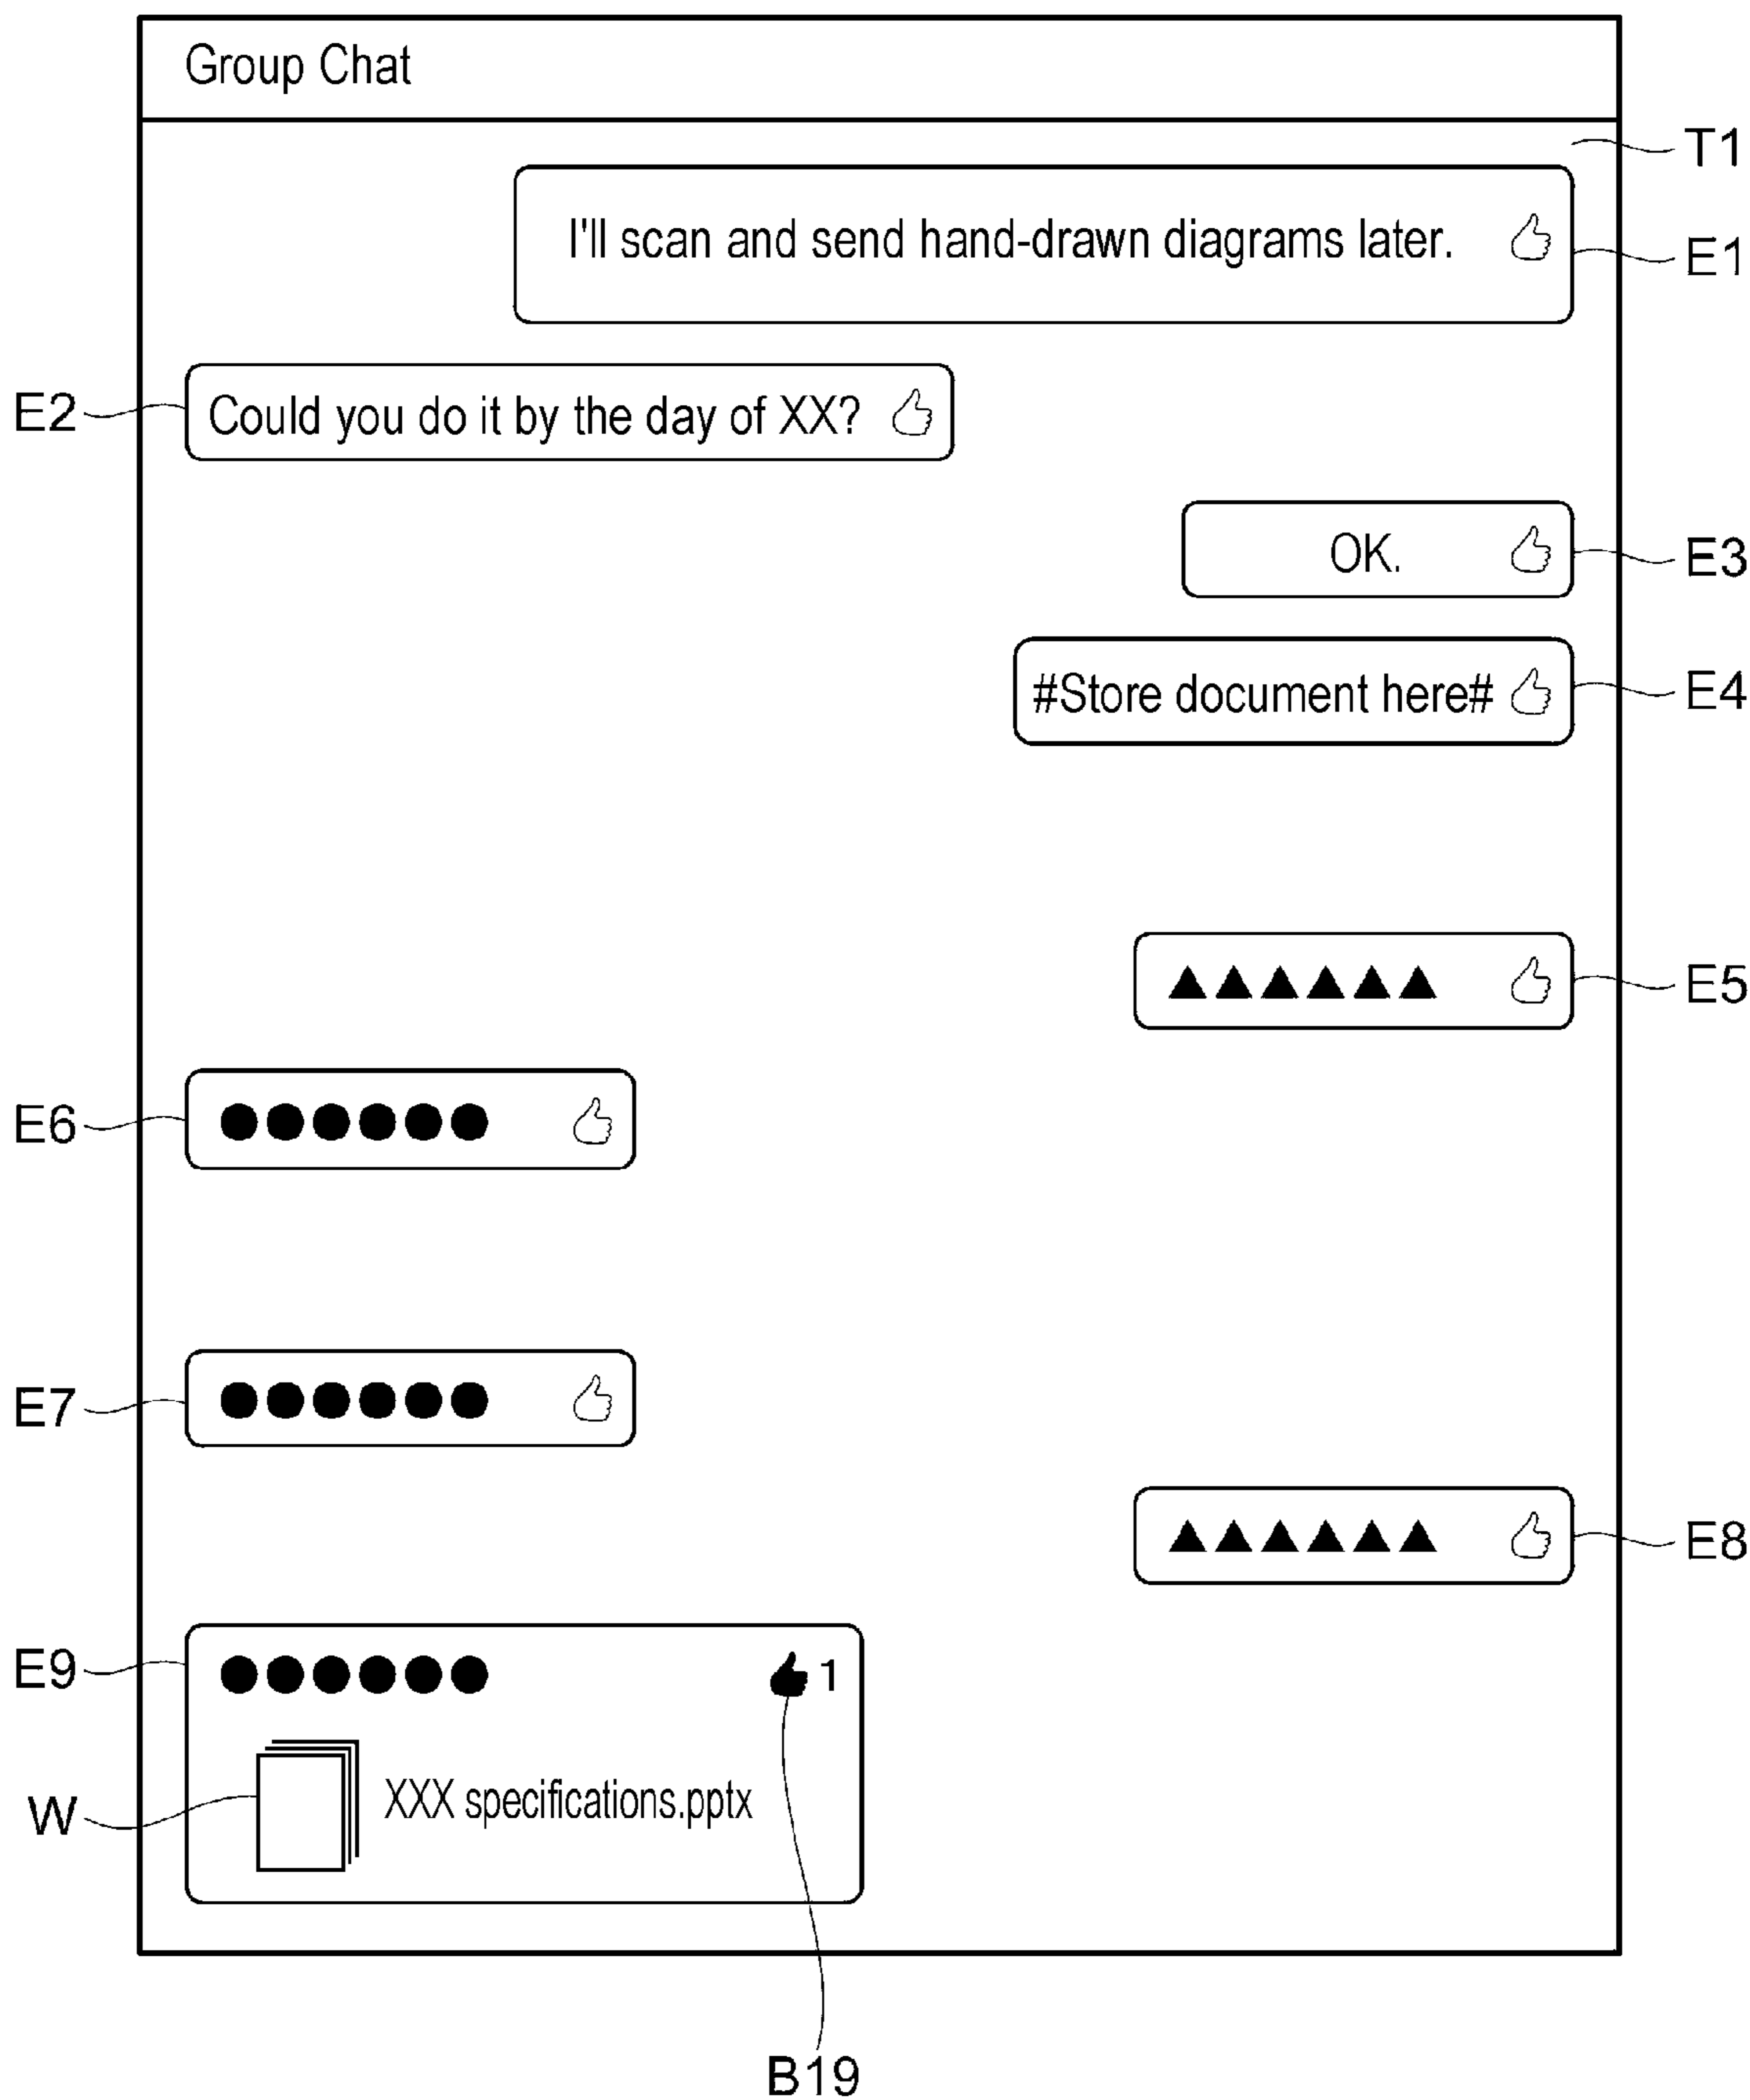 Group Chat
T1
I'll scan and send hand-drawn diagrams later.
E1
E2
Could you do it by the day of XX?
OK.
E3
#Store document here#
E4
▲▲▲▲▲▲
E5
E6
●●●●●●
E7
●●●●●●
▲▲▲▲▲▲
E8
E9
●●●●●●
1
W
XXX specifications.pptx
B19